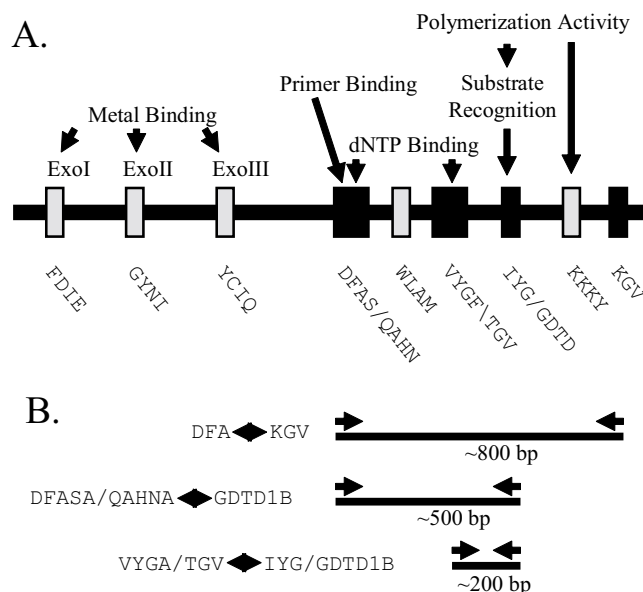 A.
Polymerization Activity
Primer Binding
Substrate
Recognition
Metal Binding
dNTP Binding
ExoI
ExoII
ExoIII
FDIE
GYNI
YCIQ
DFAS/QAHN
WLAM
VYGF\TGV
IYG/GDTD
KKKY
KGV
B.
DFA KGV
~800 bp
DFASA/QAHNA GDTD1B
~500 bp
VYGA/TGV IYG/GDTD1B
~200 bp